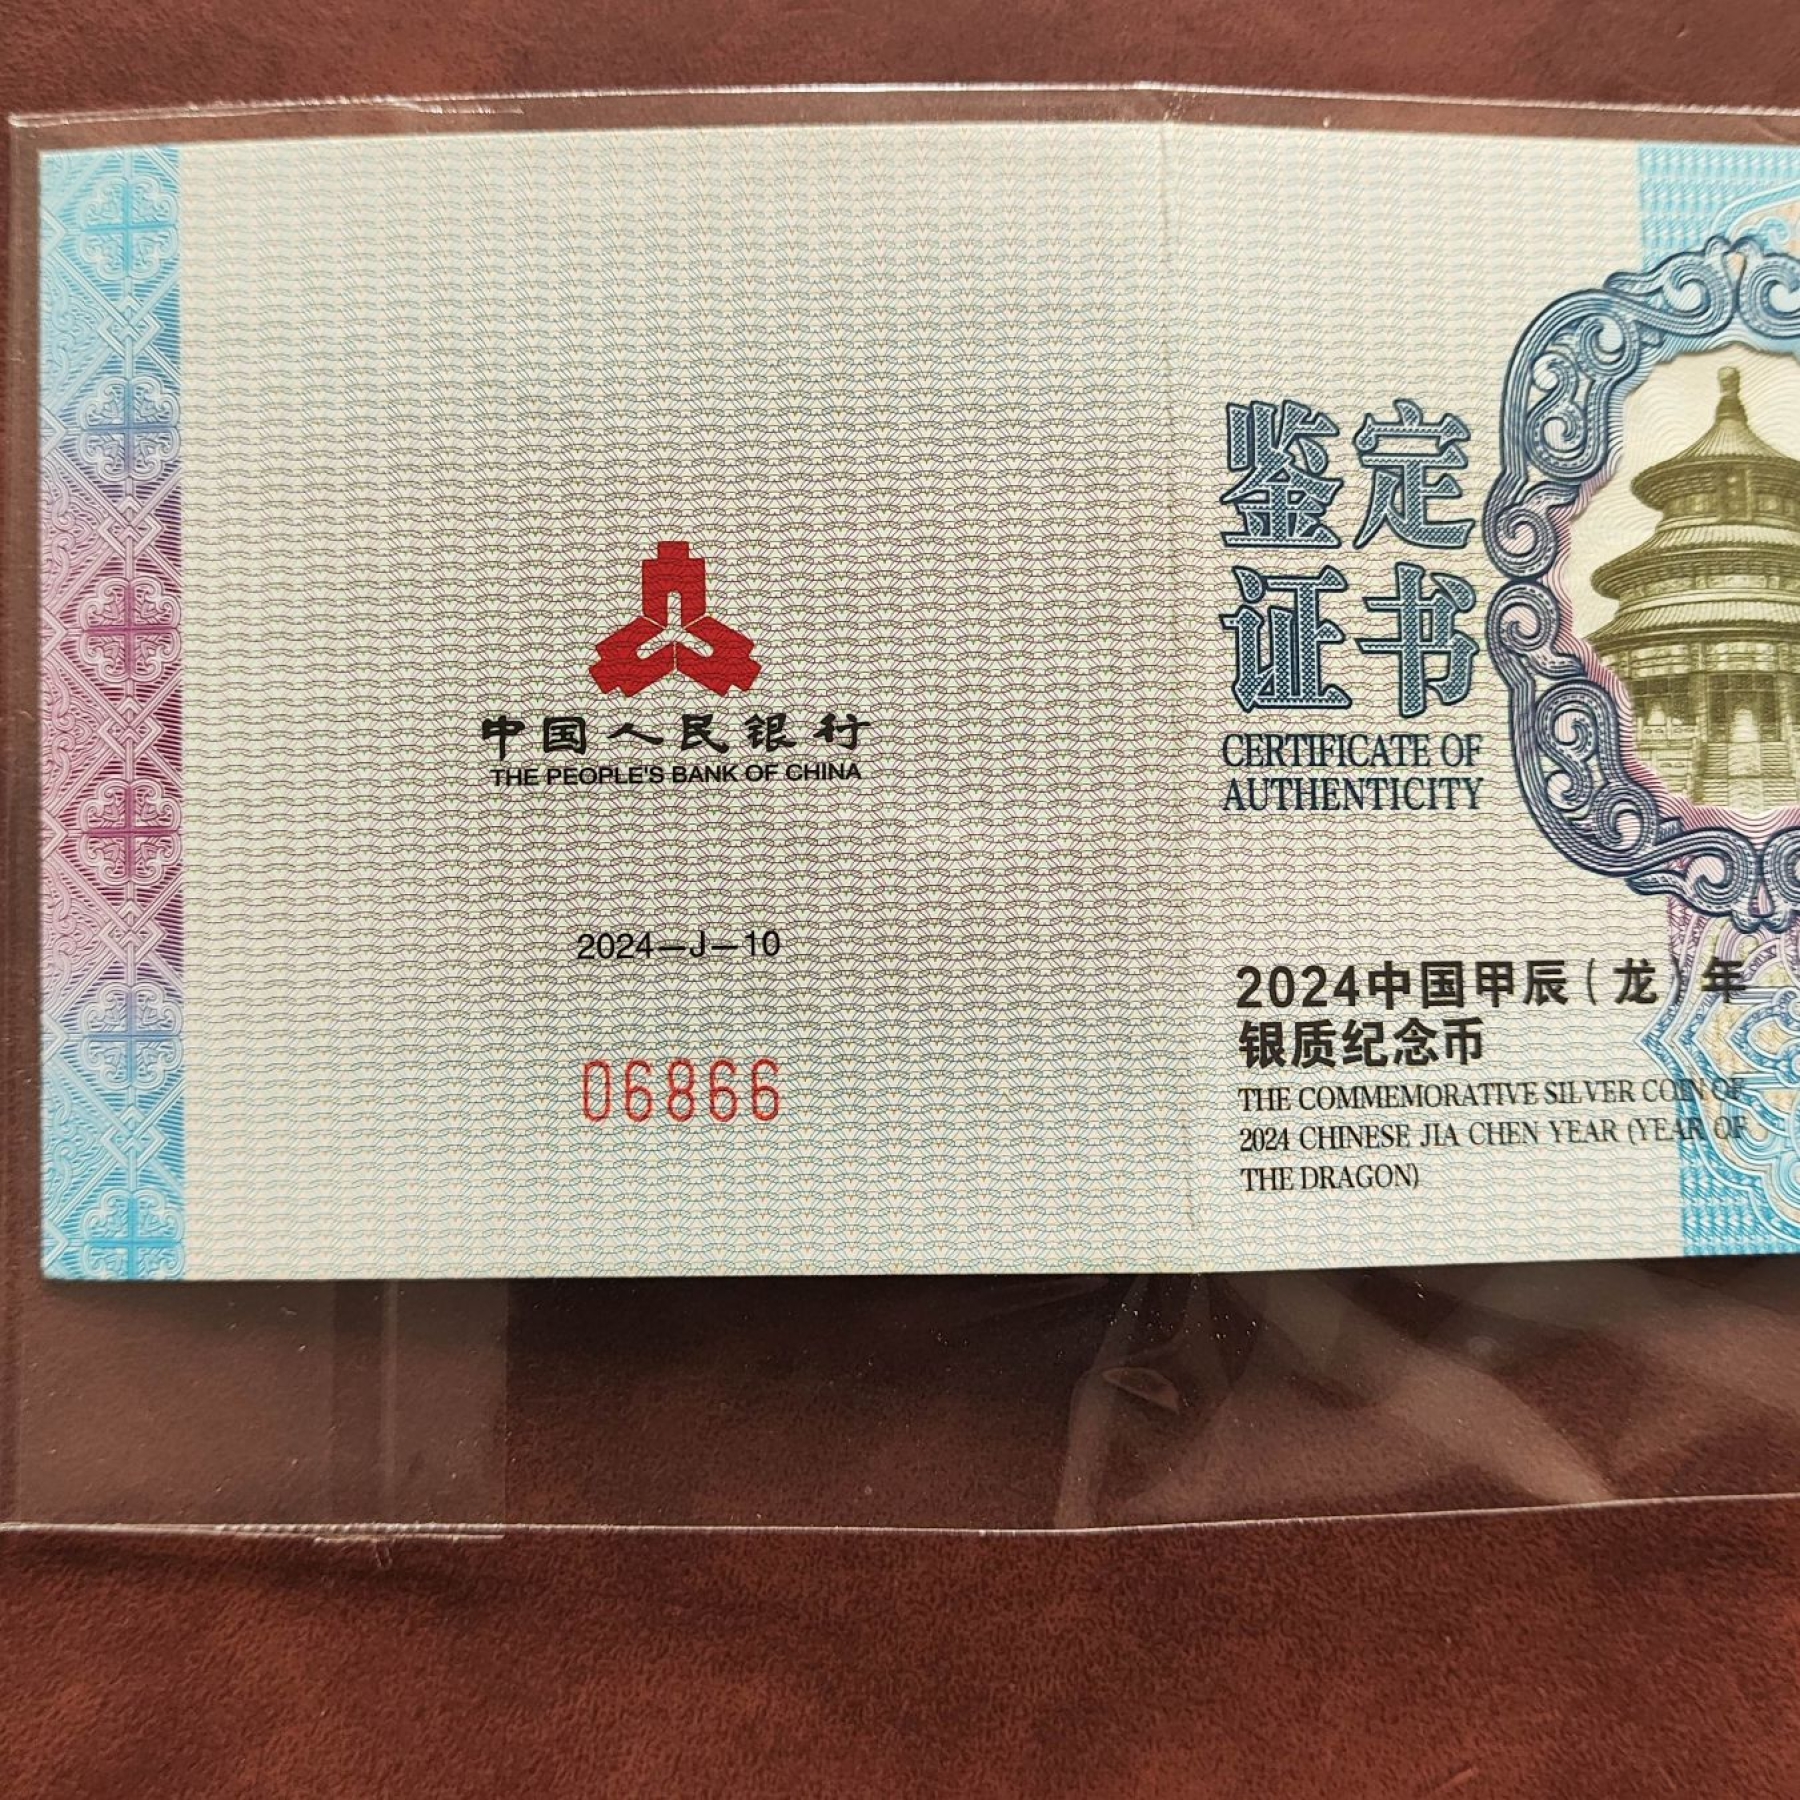 中国人民银行
THE PEOPLE'S BANK OF CHINA
2024—J—10
06866
鉴定
证书
CERTIFICATE OF
AUTHENTICITY
2024中国甲辰(龙)年
银质纪念币
THE COMMEMORATIVE SILVER COIN OF
2024 CHINESE JIA CHEN YEAR (YEAR OF
THE DRAGON)